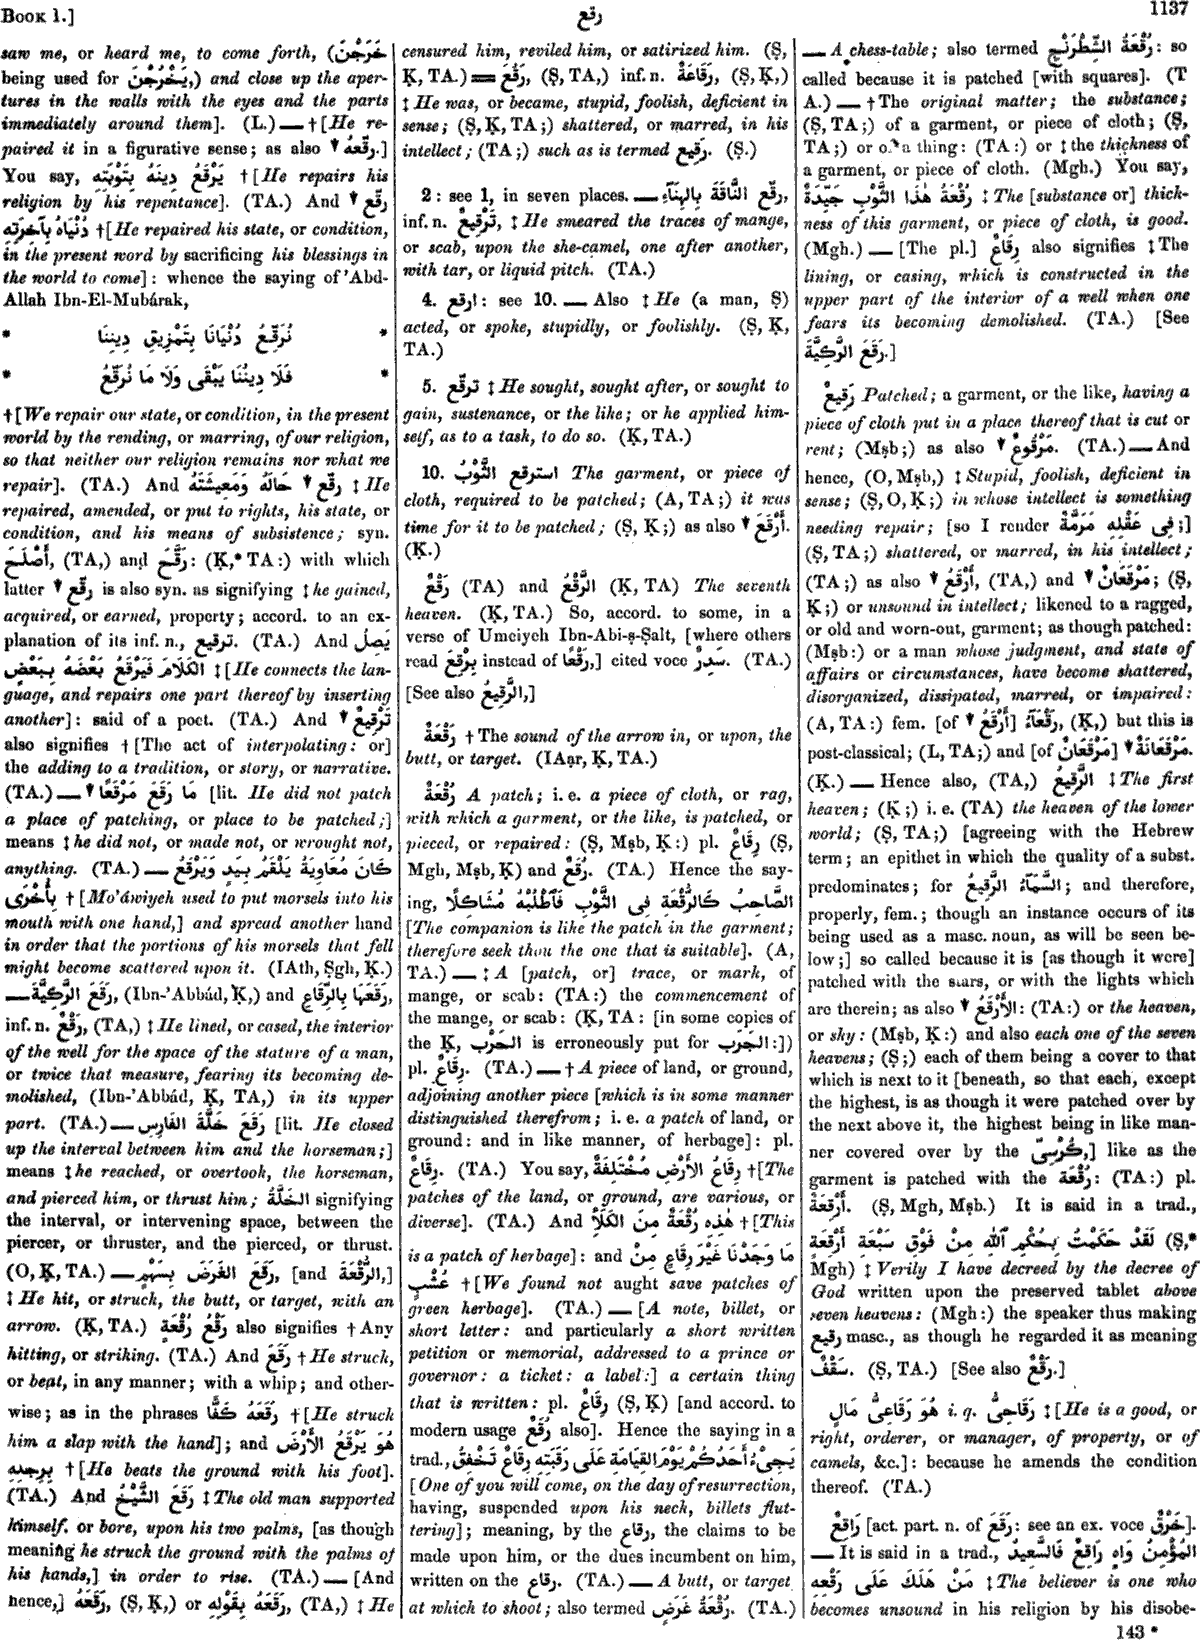 BOOK I.]
رقع
1137
saw me, or heard me, to come forth, (خَرَجْنَ
being used for يَخْرُجْنَ,) and close up the aper-
tures in the walls with the eyes and the parts
immediately around them]. (L.) — † [He re-
paired it in a figurative sense; as also ▼ رقّعهُ.]
You say, يَرْقَعُ دِينَهُ بِتَوْبَتِهِ † [He repairs his
religion by his repentance]. (TA.) And ▼ رقّع
دُنْيَاهُ بِآخِرَتِهِ † [He repaired his state, or condition,
in the present word by sacrificing his blessings in
the world to come]: whence the saying of 'Abd-
Allah Ibn-El-Mubárak,
* نُرَقِّعُ دُنْيَانَا بِتَمْزِيقِ دِينِنَا *
* فَلَا دِينُنَا يَبْقَى وَلَا مَا نُرَقِّعُ *
† [We repair our state, or condition, in the present
world by the rending, or marring, of our religion,
so that neither our religion remains nor what we
repair]. (TA.) And رقّع ▼ حَالَهُ وَمَعِيشَتَهُ ‡ He
repaired, amended, or put to rights, his state, or
condition, and his means of subsistence; syn.
أَصْلَحَ, (TA,) and رَقَّحَ: (Ḳ,* TA:) with which
latter ▼ رقّع is also syn. as signifying ‡ he gained,
acquired, or earned, property; accord. to an ex-
planation of its inf. n., ترقيع. (TA.) And يَصِلُ
الكَلَامَ فَيَرْقَعُ بَعْضَهُ بِبَعْضٍ ‡ [He connects the lan-
guage, and repairs one part thereof by inserting
another]: said of a poet. (TA.) And ▼ تَرْقِيعٌ
also signifies † [The act of interpolating: or]
the adding to a tradition, or story, or narrative.
(TA.) — ▼ مَا رَقَعَ مَرْقَعًا [lit. He did not patch
a place of patching, or place to be patched;]
means ‡ he did not, or made not, or wrought not,
anything. (TA.) — كَانَ مُعَاوِيَةُ يَلْقَمُ بِيَدٍ وَيَرْقَعُ
بِأُخْرَى † [Mo'áwiyeh used to put morsels into his
mouth with one hand,] and spread another hand
in order that the portions of his morsels that fell
might become scattered upon it. (IAth, Ṣgh, Ḳ.)
— رَقَعَ الرَّكِيَّةَ, (Ibn-'Abbád, Ḳ,) and رَقَعَهَا بِالرِّقَاعِ,
inf. n. رَقْعٌ, (TA,) ‡ He lined, or cased, the interior
of the well for the space of the stature of a man,
or twice that measure, fearing its becoming de-
molished, (Ibn-'Abbád, Ḳ, TA,) in its upper
part. (TA.) — رَقَعَ خَلَّةَ الفَارِسِ [lit. He closed
up the interval between him and the horseman;]
means ‡ he reached, or overtook, the horseman,
and pierced him, or thrust him; الخَلَّةُ signifying
the interval, or intervening space, between the
piercer, or thruster, and the pierced, or thrust.
(O, Ḳ, TA.) — رَقَعَ الغَرَضَ بِسَهْمٍ, [and الرُّقْعَةَ,]
‡ He hit, or struck, the butt, or target, with an
arrow. (Ḳ, TA.) رَقْعُ رُقْعَةٍ also signifies † Any
hitting, or striking. (TA.) And رَقَعَ † He struck,
or beat, in any manner; with a whip; and other-
wise; as in the phrases رَقَعَهُ كَفًّا † [He struck
him a slap with the hand]; and هُوَ يَرْقَعُ الأَرْضَ
بِرِجْلِهِ † [He beats the ground with his foot].
(TA.) And رَقَعَ الشَّيْخُ ‡ The old man supported
himself, or bore, upon his two palms, [as though
meaning he struck the ground with the palms of
his hands,] in order to rise. (TA.) — [And
hence,] رَقَعَهُ, (Ṣ, Ḳ,) or رَقَعَهُ بِقَوْلِهِ, (TA,) ‡ He
censured him, reviled him, or satirized him. (Ṣ,
Ḳ, TA.) = رَقُعَ, (Ṣ, TA,) inf. n. رَقَاعَةٌ, (Ṣ, Ḳ,)
‡ He was, or became, stupid, foolish, deficient in
sense; (Ṣ, Ḳ, TA;) shattered, or marred, in his
intellect; (TA;) such as is termed رَقِيع. (Ṣ.)
2: see 1, in seven places. — رقّع النَّاقَةَ بِالهِنَآءِ,
inf. n. تَرْقِيعٌ, ‡ He smeared the traces of mange,
or scab, upon the she-camel, one after another,
with tar, or liquid pitch. (TA.)
4. ارقع: see 10. — Also ‡ He (a man, Ṣ)
acted, or spoke, stupidly, or foolishly. (Ṣ, Ḳ,
TA.)
5. ترقّع ‡ He sought, sought after, or sought to
gain, sustenance, or the like; or he applied him-
self, as to a task, to do so. (Ḳ, TA.)
10. استرقع الثَّوْبُ The garment, or piece of
cloth, required to be patched; (A, TA;) it was
time for it to be patched; (Ṣ, Ḳ;) as also ▼ أَرْقَعَ.
(Ḳ.)
رَقْعٌ (TA) and الرَّقْعُ (Ḳ, TA) The seventh
heaven. (Ḳ, TA.) So, accord. to some, in a
verse of Umeiyeh Ibn-Abi-ṣ-Ṣalt, [where others
read بِرْقِعَ instead of رَقْعًا,] cited voce سَدِرٌ. (TA.)
[See also الرَّقِيعُ,]
رَقْعَةٌ † The sound of the arrow in, or upon, the
butt, or target. (IAạr, Ḳ, TA.)
رُقْعَةٌ A patch; i. e. a piece of cloth, or rag,
with which a garment, or the like, is patched, or
pieced, or repaired: (Ṣ, Mṣb, Ḳ:) pl. رِقَاعٌ (Ṣ,
Mgh, Mṣb, Ḳ) and رُقَعٌ. (TA.) Hence the say-
ing, الصَّاحِبُ كَالرُّقْعَةِ فِى الثَّوْبِ فَٱطْلُبْهُ مُشَاكِلًا
[The companion is like the patch in the garment;
therefore seek thou the one that is suitable]. (A,
TA.) — ‡ A [patch, or] trace, or mark, of
mange, or scab: (TA:) the commencement of
the mange, or scab: (Ḳ, TA: [in some copies of
the Ḳ, الحَرْب is erroneously put for الجَرَب:])
pl. رِقَاعٌ. (TA.) — † A piece of land, or ground,
adjoining another piece [which is in some manner
distinguished therefrom; i. e. a patch of land, or
ground: and in like manner, of herbage]: pl.
رِقَاعٌ. (TA.) You say, رِقَاعُ الأَرْضِ مُخْتَلِفَةٌ † [The
patches of the land, or ground, are various, or
diverse]. (TA.) And هٰذِهِ رُقْعَةٌ مِنَ الكَلَأِ † [This
is a patch of herbage]: and مَا وَجَدْنَا غَيْرَ رِقَاعٍ مِنْ
عُشْبٍ † [We found not aught save patches of
green herbage]. (TA.) — [A note, billet, or
short letter: and particularly a short written
petition or memorial, addressed to a prince or
governor: a ticket: a label:] a certain thing
that is written: pl. رِقَاعٌ (Ṣ, Ḳ) [and accord. to
modern usage رُقَعٌ also]. Hence the saying in a
trad., يَجِىْءُ أَحَدُكُمْ يَوْمَ القِيَامَةِ عَلَى رَقَبَتِهِ رِقَاعٌ تَخْفِقُ
[One of you will come, on the day of resurrection,
having, suspended upon his neck, billets flut-
tering]; meaning, by the رقاع, the claims to be
made upon him, or the dues incumbent on him,
written on the رقاع. (TA.) — A butt, or target
at which to shoot; also termed رُقْعَةُ غَرَضٍ. (TA.)
— A chess-table; also termed رُقْعَةُ الشِّطْرَنْجِ: so
called because it is patched [with squares]. (T
A.) — † The original matter; the substance;
(Ṣ, TA;) of a garment, or piece of cloth; (Ṣ,
TA;) or of a thing: (TA:) or ‡ the thickness of
a garment, or piece of cloth. (Mgh.) You say,
رُقْعَةُ هٰذَا الثَّوْبِ جَيِّدَةٌ ‡ The [substance or] thick-
ness of this garment, or piece of cloth, is good.
(Mgh.) — [The pl.] رِقَاعٌ also signifies ‡ The
lining, or casing, which is constructed in the
upper part of the interior of a well when one
fears its becoming demolished. (TA.) [See
رَقَعَ الرَّكِيَّةَ.]
رَقِيعٌ Patched; a garment, or the like, having a
piece of cloth put in a place thereof that is cut or
rent; (Mṣb;) as also ▼ مَرْقُوعٌ. (TA.) — And
hence, (O, Mṣb,) ‡ Stupid, foolish, deficient in
sense; (Ṣ, O, Ḳ;) in whose intellect is something
needing repair; [so I render فِى عَقْلِهِ مَرَمَّةٌ;]
(Ṣ, TA;) shattered, or marred, in his intellect;
(TA;) as also ▼ أَرْقَعُ, (TA,) and ▼ مَرْقَعَانٌ; (Ṣ,
Ḳ;) or unsound in intellect; likened to a ragged,
or old and worn-out, garment; as though patched:
(Mṣb:) or a man whose judgment, and state of
affairs or circumstances, have become shattered,
disorganized, dissipated, marred, or impaired:
(A, TA:) fem. [of ▼ أَرْقَعُ] رَقْعَآءُ, (Ḳ,) but this is
post-classical; (L, TA;) and [of مَرْقَعَانٌ] ▼ مَرْقَعَانَةٌ.
(Ḳ.) — Hence also, (TA,) الرَّقِيعُ ‡ The first
heaven; (Ḳ;) i. e. (TA) the heaven of the lower
world; (Ṣ, TA;) [agreeing with the Hebrew
term; an epithet in which the quality of a subst.
predominates; for السَّمَآءُ الرَّقِيعُ; and therefore,
properly, fem.; though an instance occurs of its
being used as a masc. noun, as will be seen be-
low;] so called because it is [as though it were]
patched with the stars, or with the lights which
are therein; as also ▼ الأَرْقَعُ: (TA:) or the heaven,
or sky: (Mṣb, Ḳ:) and also each one of the seven
heavens; (Ṣ;) each of them being a cover to that
which is next to it [beneath, so that each, except
the highest, is as though it were patched over by
the next above it, the highest being in like man-
ner covered over by the كُرْسِىّ,] like as the
garment is patched with the رُقْعَة: (TA:) pl.
أَرْقِعَةٌ. (Ṣ, Mgh, Mṣb.) It is said in a trad.,
لَقَدْ حَكَمْتُ بِحُكْمِ ٱللّٰهِ مِنْ فَوْقِ سَبْعَةِ أَرْقِعَةٍ (Ṣ,*
Mgh) ‡ Verily I have decreed by the decree of
God written upon the preserved tablet above
seven heavens: (Mgh:) the speaker thus making
رقيع masc., as though he regarded it as meaning
سَقْفٌ. (Ṣ, TA.) [See also رَقْعٌ.]
هُوَ رَقَاعِىُّ مَالٍ i. q. رَقَاحِىُّ ‡ [He is a good, or
right, orderer, or manager, of property, or of
camels, &c.]: because he amends the condition
thereof. (TA.)
رَاقِعٌ [act. part. n. of رَقَعَ: see an ex. voce خَرْقٌ].
— It is said in a trad., المُؤْمِنُ وَاهٍ رَاقِعٌ فَالسَّعِيدُ
مَنْ هَلَكَ عَلَى رَقْعِهِ ‡ The believer is one who
becomes unsound in his religion by his disobe-
143 *